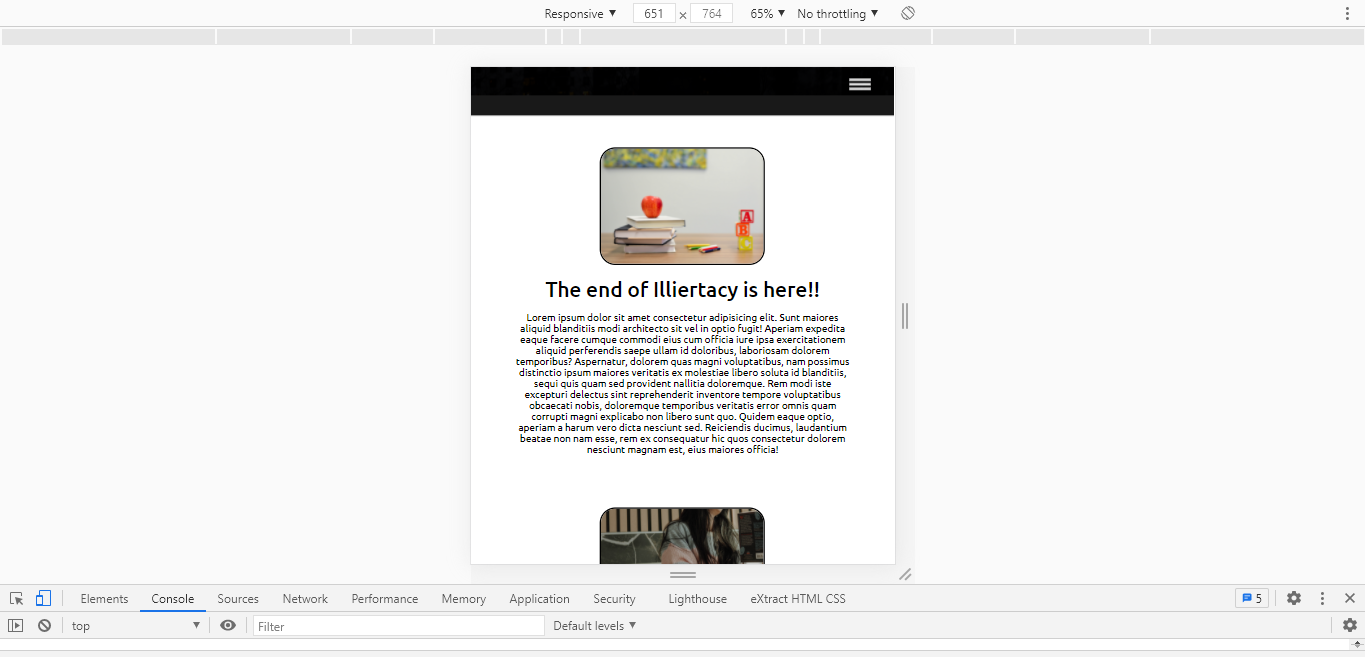 Responsive ▼ 651 × 764 65% ▼ No throttling ▼
A
B
The end of Illiertacy is here!!
Lorem ipsum dolor sit amet consectetur adipisicing elit. Sunt maiores
aliquid blanditiis modi architecto sit vel in optio fugit! Aperiam expedita
eaque facere cumque commodi eius cum officia iure ipsa exercitationem
aliquid perferendis saepe ullam id doloribus, laboriosam dolorem
temporibus? Aspernatur, dolorem quas magni voluptatibus, nam possimus
distinctio ipsum maiores veritatis ex molestiae libero soluta id blanditiis,
sequi quis quam sed provident nallitia doloremque. Rem modi iste
excepturi delectus sint reprehenderit inventore tempore voluptatibus
obcaecati nobis, doloremque temporibus veritatis error omnis quam
corrupti magni explicabo non libero sunt quo. Quidem eaque optio,
aperiam a harum vero dicta nesciunt sed. Reiciendis ducimus, laudantium
beatae non nam esse, rem ex consequatur hic quos consectetur dolorem
nesciunt magnam est, eius maiores officia!
Elements Console Sources Network Performance Memory Application Security Lighthouse eXtract HTML CSS 5
top ▼ Filter Default levels ▼